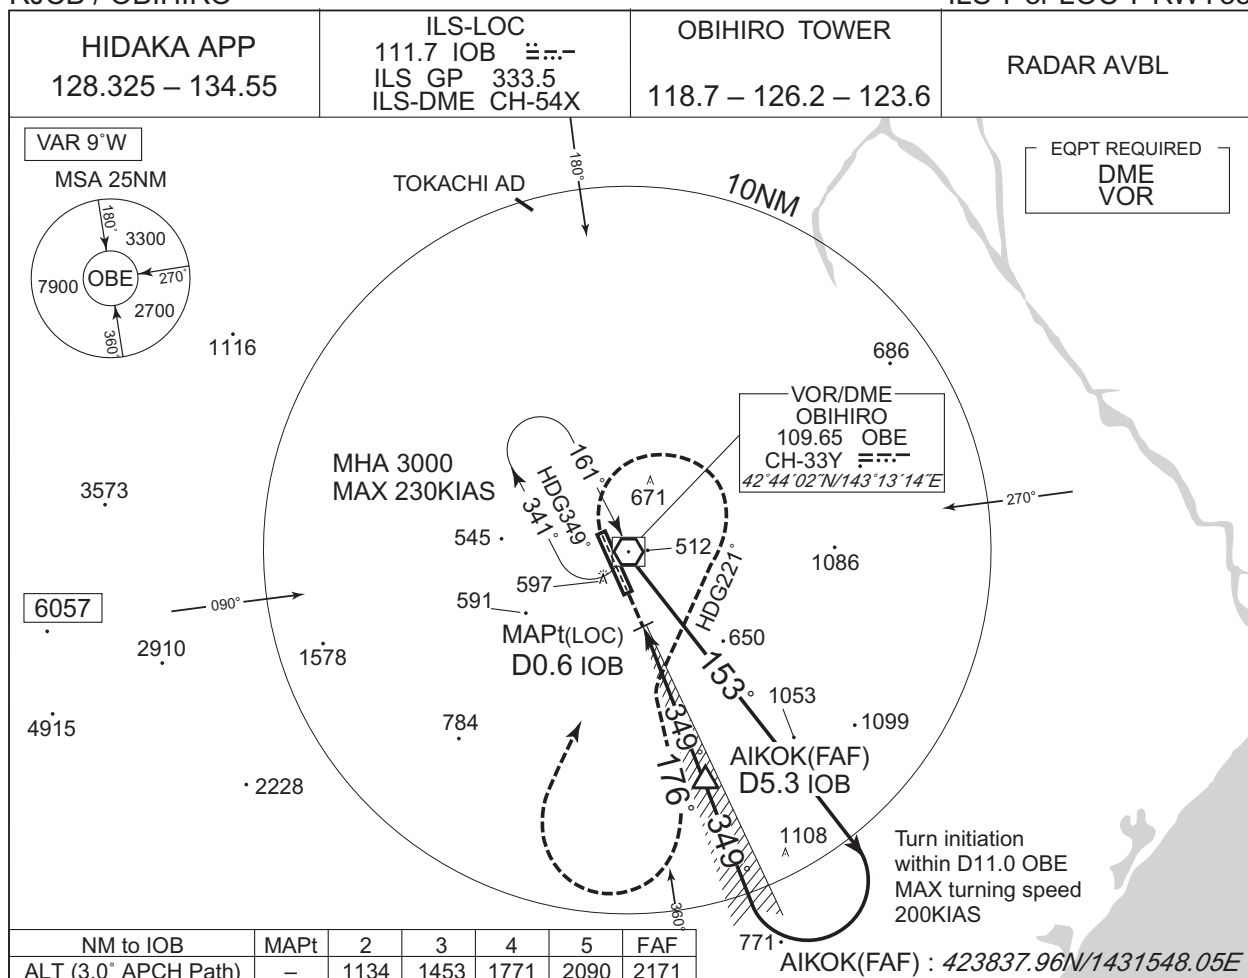 HIDAKA APP
128.325 – 134.55
ILS-LOC
111.7 IOB
ILS GP 333.5
ILS-DME CH-54X
OBIHIRO TOWER
118.7 – 126.2 – 123.6
RADAR AVBL
VAR 9°W
MSA 25NM
180°
3300
OBE
270°
7900
2700
360°
TOKACHI AD
180°
10NM
EQPT REQUIRED
DME
VOR
1116
686
VOR/DME
OBIHIRO
109.65 OBE
CH-33Y
42°44'02"N/143°13'14"E
MHA 3000
MAX 230KIAS
161°
HDG349°
341°
671
3573
270°
545
512
1086
597
HDG221°
6057
090°
591
2910
1578
MAPt(LOC)
D0.6 IOB
650
153°
1053
4915
784
349°
176°
1099
AIKOK(FAF)
D5.3 IOB
2228
349°
1108
Turn initiation
within D11.0 OBE
MAX turning speed
200KIAS
360°
771
NM to IOB MAPt 2 3 4 5 FAF
ALT (3.0° APCH Path) – 1134 1453 1771 2090 2171
AIKOK(FAF) : 423837.96N/1431548.05E